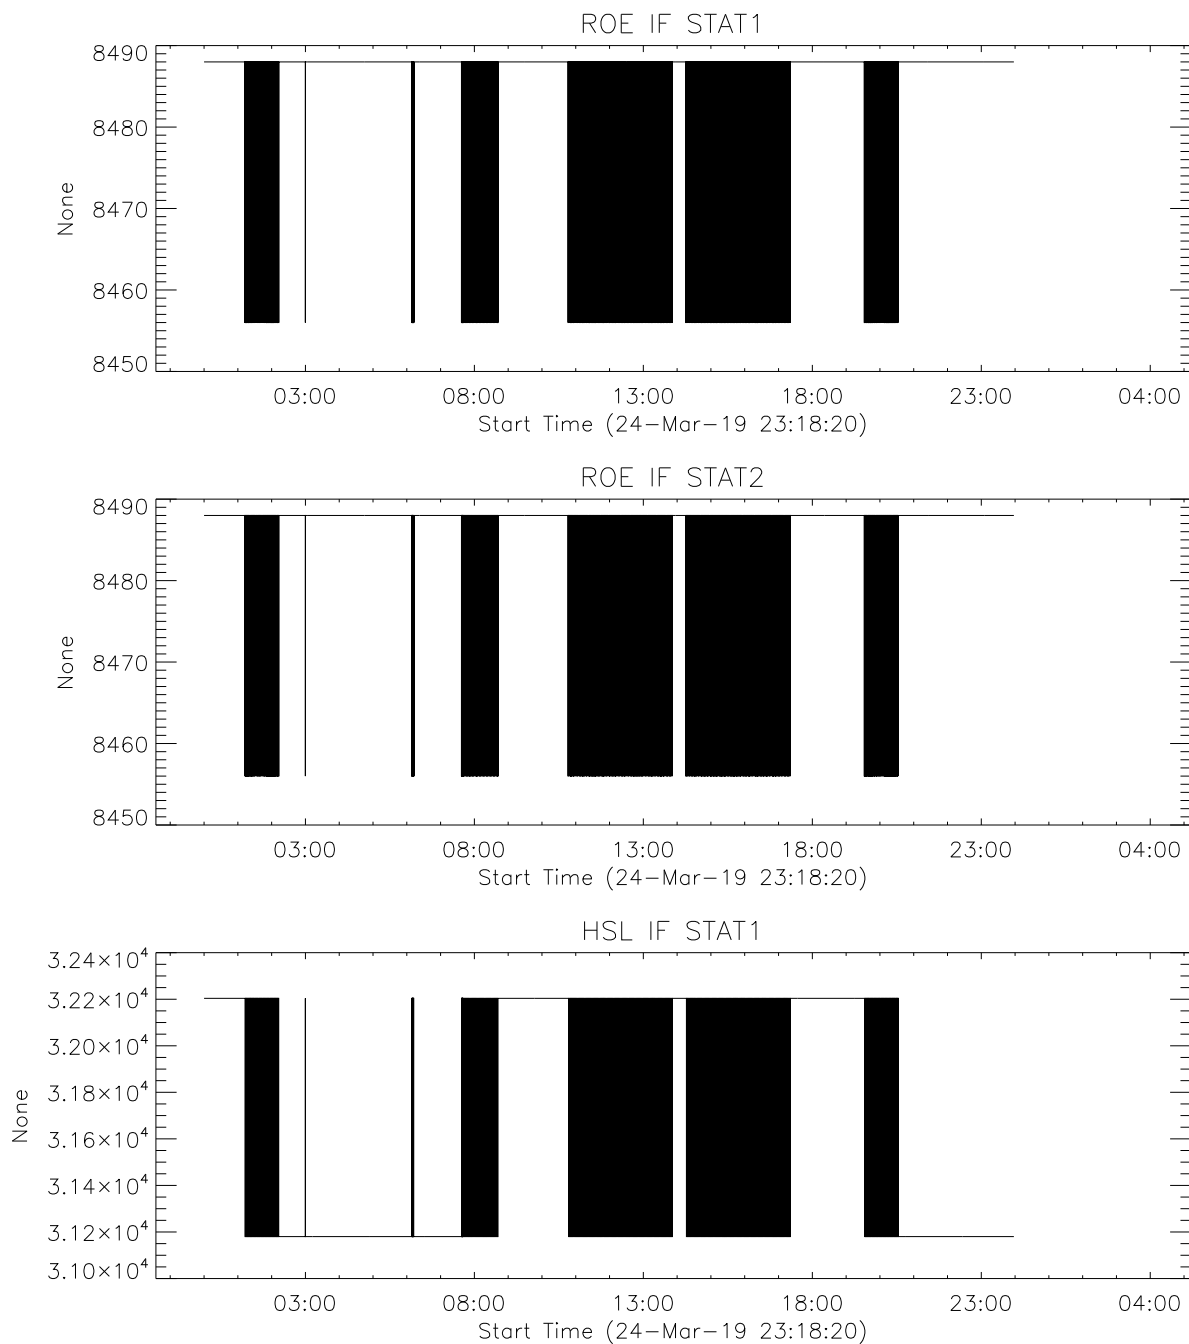 ROE IF STAT1
8490
8480
8470
8460
8450
None
03:00 08:00 13:00 18:00 23:00 04:00
Start Time (24-Mar-19 23:18:20)
ROE IF STAT2
8490
8480
8470
8460
8450
None
03:00 08:00 13:00 18:00 23:00 04:00
Start Time (24-Mar-19 23:18:20)
HSL IF STAT1
3.24×10⁴
3.22×10⁴
3.20×10⁴
3.18×10⁴
3.16×10⁴
3.14×10⁴
3.12×10⁴
3.10×10⁴
None
03:00 08:00 13:00 18:00 23:00 04:00
Start Time (24-Mar-19 23:18:20)